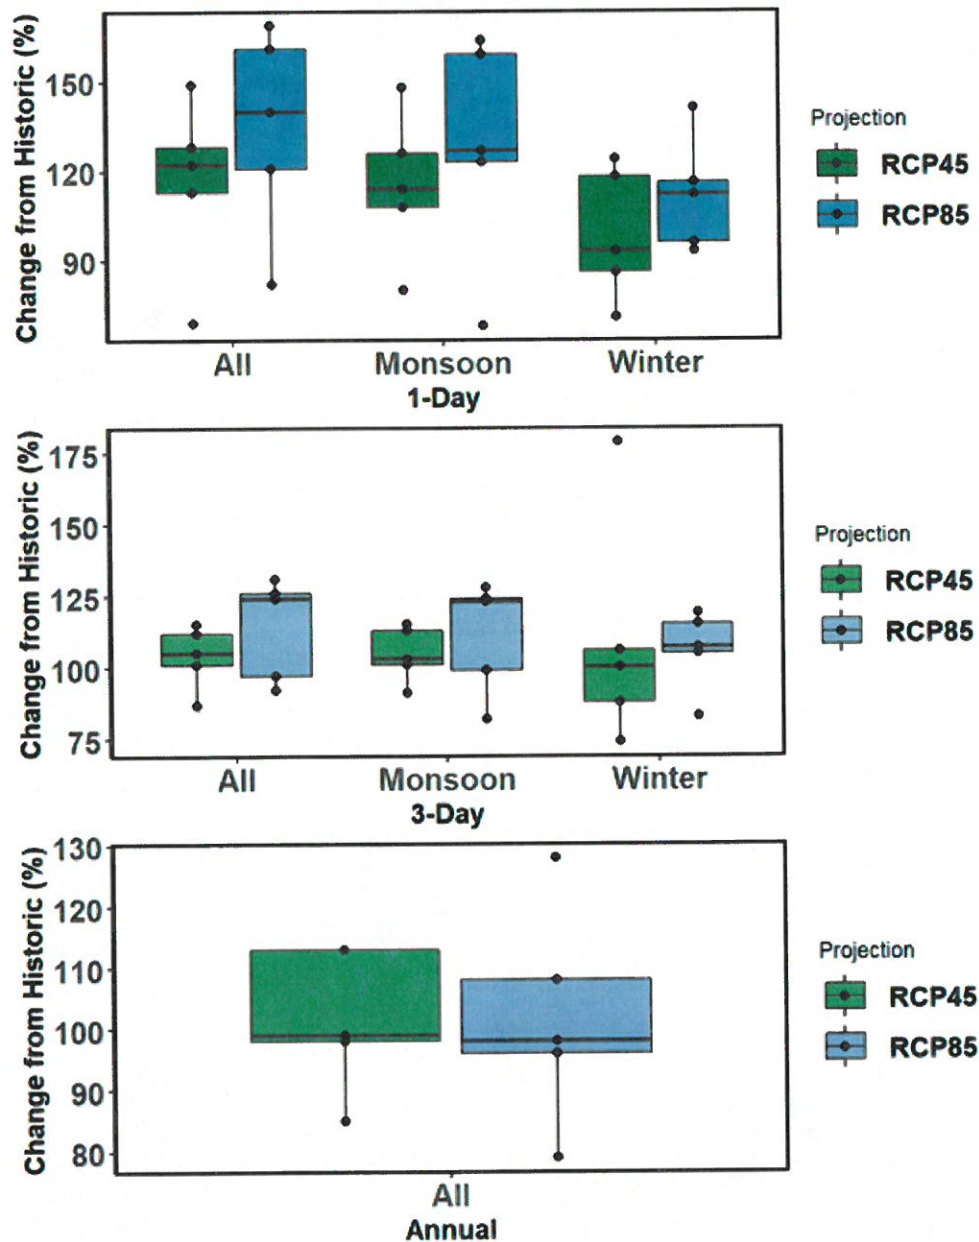 Change from Historic (%)
150
120
90
All
Monsoon
Winter
1-Day
Projection
RCP45
RCP85
Change from Historic (%)
175
150
125
100
75
All
Monsoon
Winter
3-Day
Projection
RCP45
RCP85
Change from Historic (%)
130
120
110
100
90
80
All
Annual
Projection
RCP45
RCP85